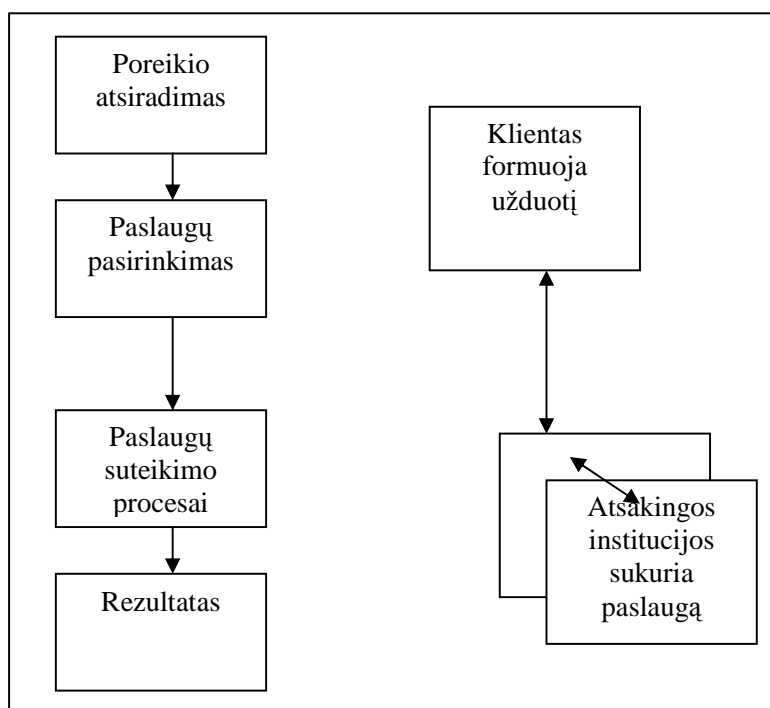 Poreikio
atsiradimas
Paslaugų
pasirinkimas
Paslaugų
suteikimo
procesai
Rezultatas
Klientas
formuoja
užduotį
Atsakingos
institucijos
sukuria
paslaugą